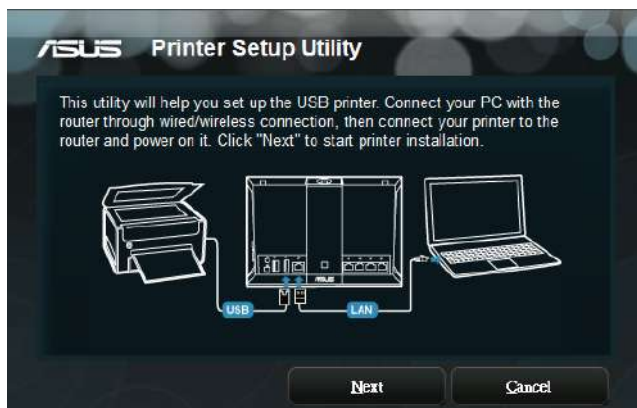 ASUS Printer Setup Utility
This utility will help you set up the USB printer. Connect your PC with the
router through wired/wireless connection, then connect your printer to the
router and power on it. Click "Next" to start printer installation.
ASUS
USB LAN
Next Cancel